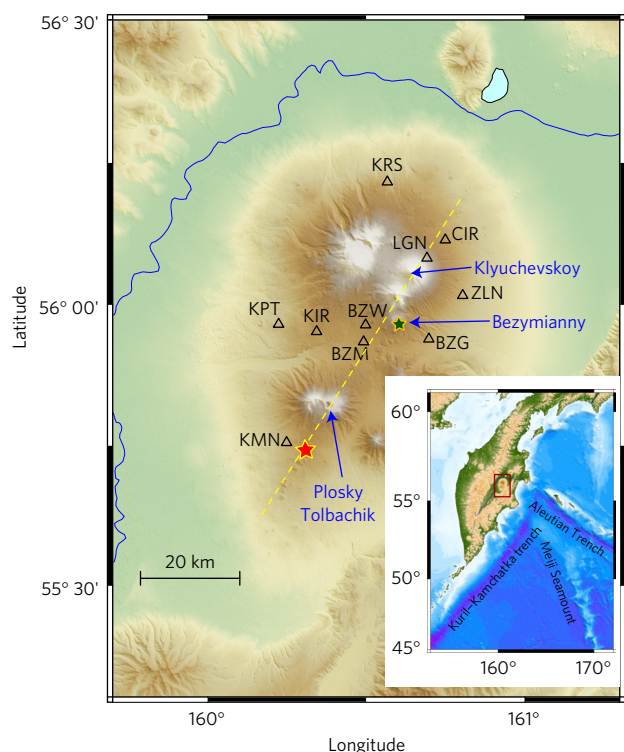 56° 30'
KRS
CIR
LGN
Klyuchevskoy
ZLN
56° 00'
KPT
KIR
BZW
Bezymianny
BZM
BZG
Latitude
KMN
Plosky
Tolbachik
20 km
55° 30'
60°
55°
50°
45°
Aleutian Trench
Kuril–Kamchatka trench
Meiji Seamount
160°
170°
160°
161°
Longitude